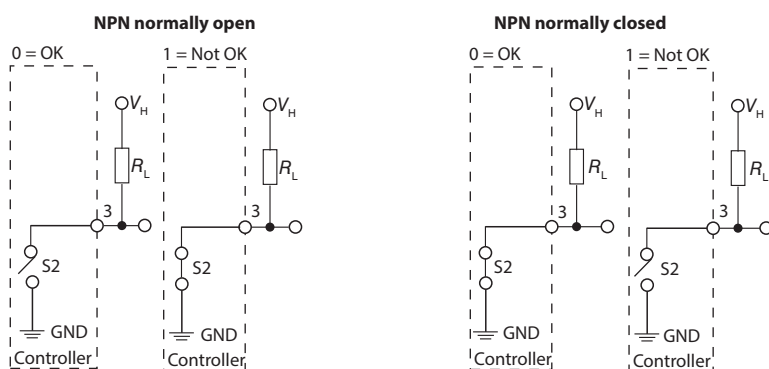 NPN normally open
0 = OK
1 = Not OK
VH
RL
3
S2
GND
Controller
VH
RL
3
S2
GND
Controller
NPN normally closed
0 = OK
1 = Not OK
VH
RL
3
S2
GND
Controller
VH
RL
3
S2
GND
Controller